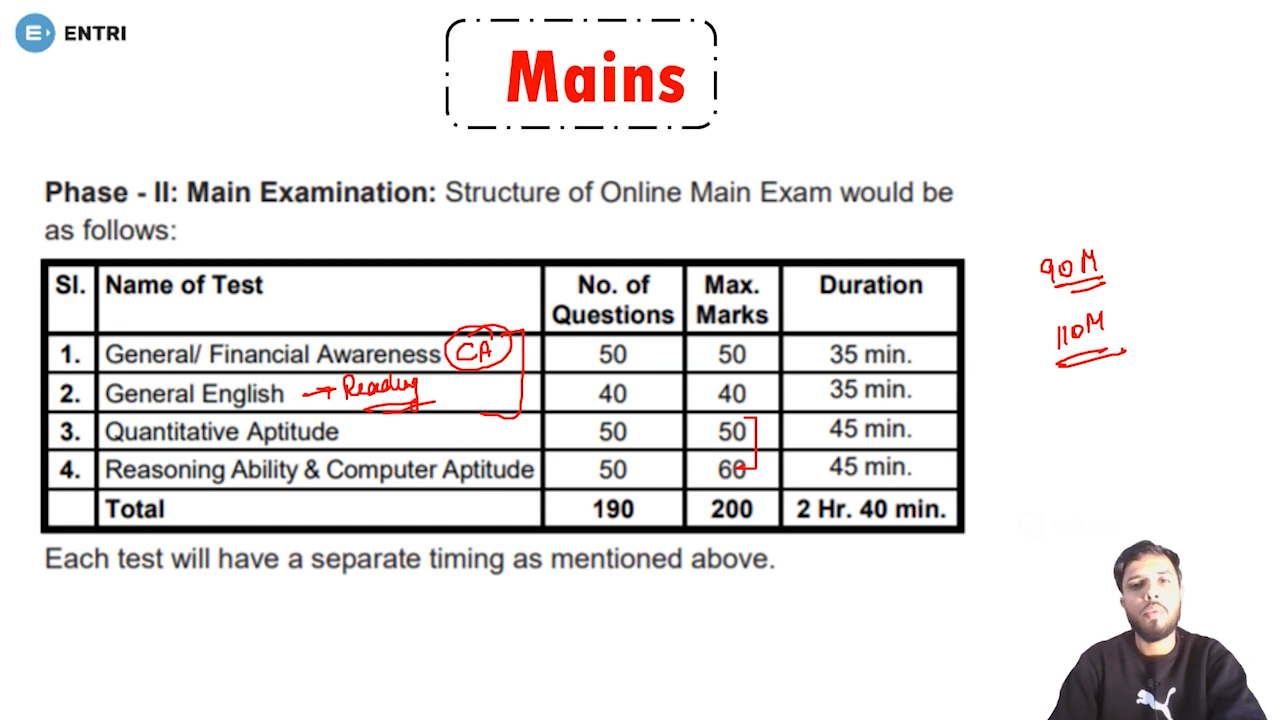 ENTRI
Mains
Phase - II: Main Examination: Structure of Online Main Exam would be
as follows:
Sl. Name of Test No. of Questions Max. Marks Duration
1. General/ Financial Awareness CA 50 50 35 min.
2. General English → Reading 40 40 35 min.
3. Quantitative Aptitude 50 50 45 min.
4. Reasoning Ability & Computer Aptitude 50 60 45 min.
Total 190 200 2 Hr. 40 min.
Each test will have a separate timing as mentioned above.
90M
110M